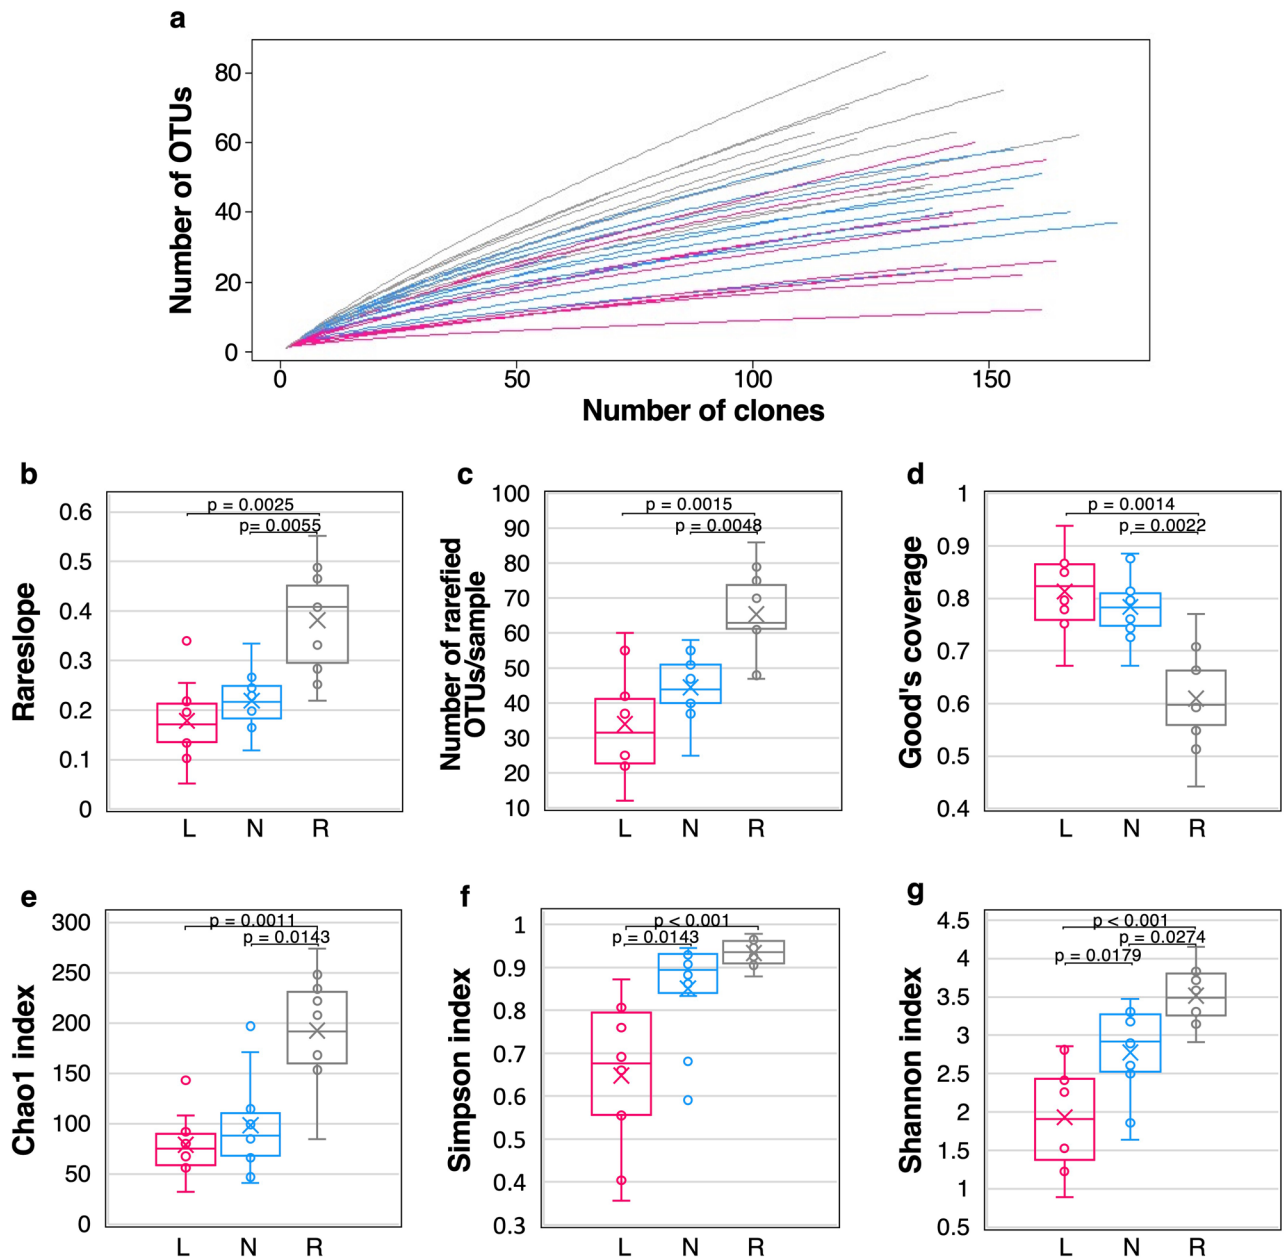 a
Number of OTUs
80
60
40
20
0
0 50 100 150
Number of clones
b
Rareslope
0.6
0.5
0.4
0.3
0.2
0.1
0
p = 0.0025
p= 0.0055
L N R
c
Number of rarefied
OTUs/sample
100
90
80
70
60
50
40
30
20
10
p = 0.0015
p = 0.0048
L N R
d
Good's coverage
1
0.9
0.8
0.7
0.6
0.5
0.4
p = 0.0014
p = 0.0022
L N R
e
Chao1 index
300
250
200
150
100
50
0
p = 0.0011
p = 0.0143
L N R
f
Simpson index
1
0.9
0.8
0.7
0.6
0.5
0.4
0.3
p < 0.001
p = 0.0143
L N R
g
Shannon index
4.5
4
3.5
3
2.5
2
1.5
1
0.5
p < 0.001
p = 0.0274
p = 0.0179
L N R